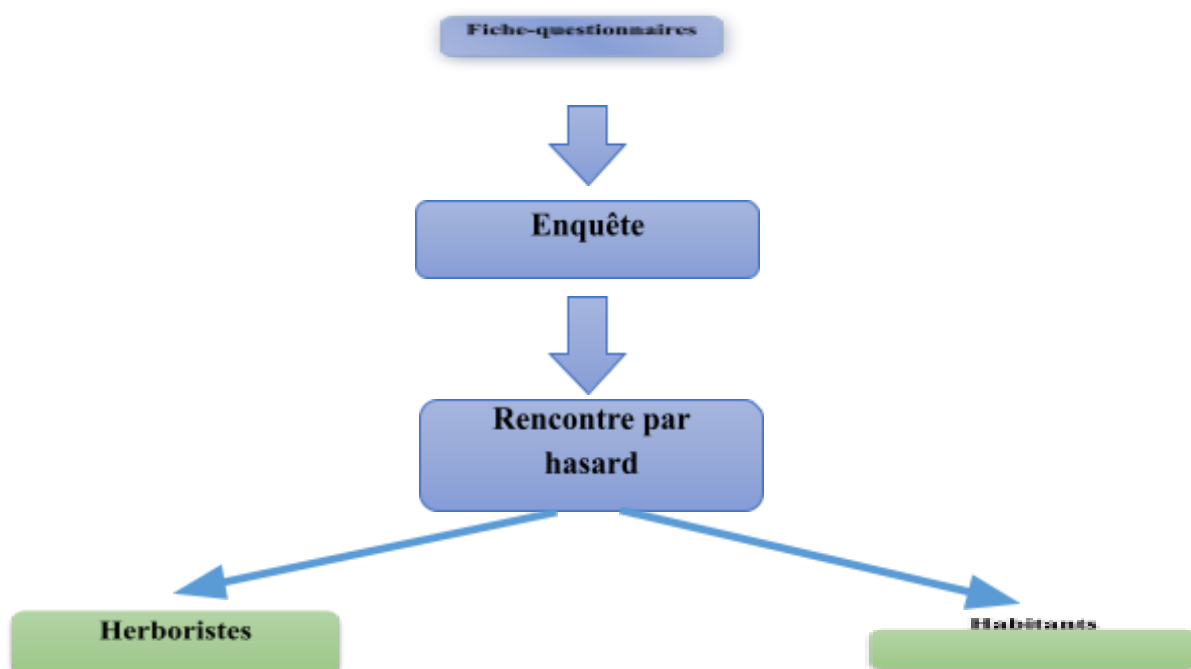 Fiche-questionnaires
Enquête
Rencontre par
hasard
Herboristes
Habitants